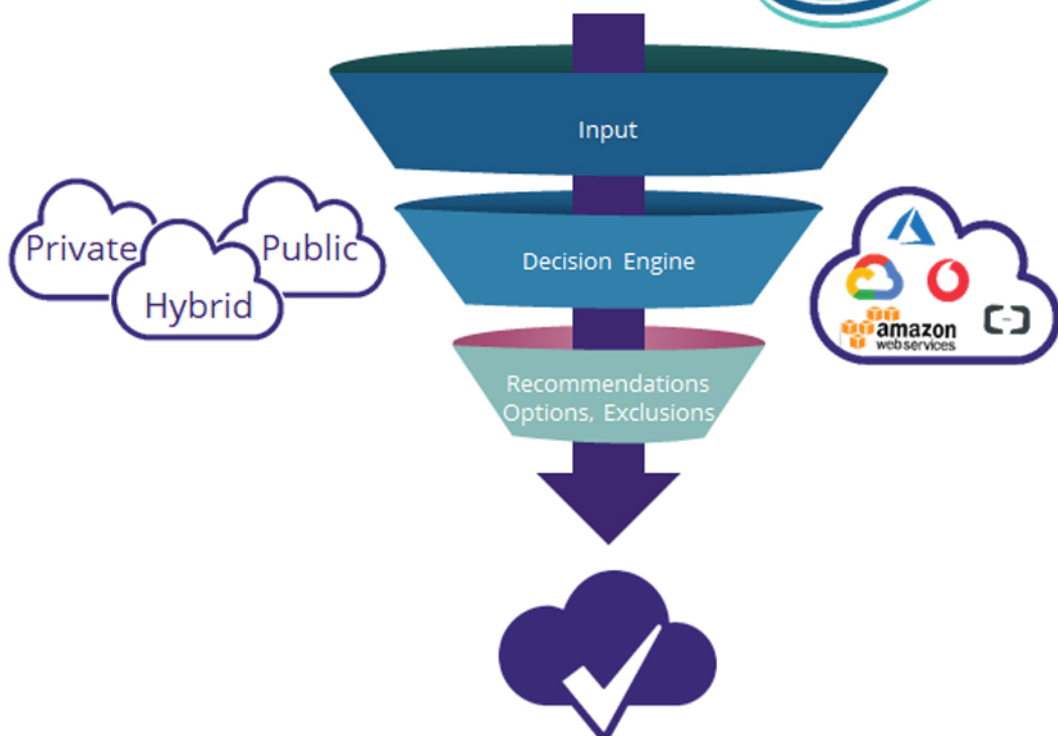 Input
Private
Public
Hybrid
Decision Engine
amazon
webservices
Recommendations
Options, Exclusions